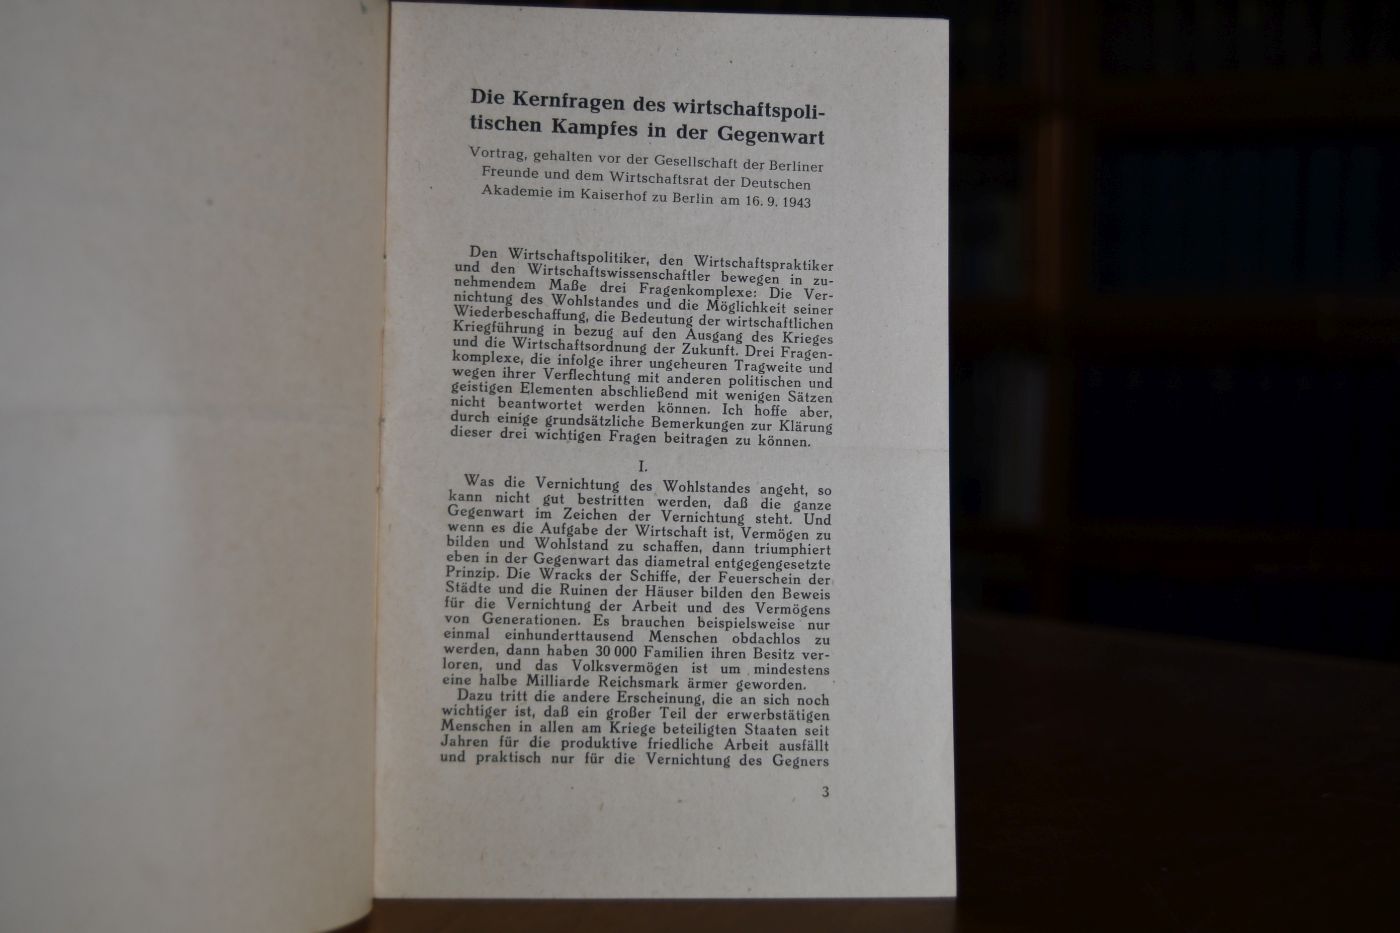 Die Kernfragen des wirtschaftspoli-
tischen Kampfes in der Gegenwart
Vortrag, gehalten vor der Gesellschaft der Berliner
Freunde und dem Wirtschaftsrat der Deutschen
Akademie im Kaiserhof zu Berlin am 16. 9. 1943
Den Wirtschaftspolitiker, den Wirtschaftspraktiker
und den Wirtschaftswissenschaftler bewegen in zu-
nehmendem Maße drei Fragenkomplexe: Die Ver-
nichtung des Wohlstandes und die Möglichkeit seiner
Wiederbeschaffung, die Bedeutung der wirtschaftlichen
Kriegführung in bezug auf den Ausgang des Krieges
und die Wirtschaftsordnung der Zukunft. Drei Fragen-
komplexe, die infolge ihrer ungeheuren Tragweite und
wegen ihrer Verflechtung mit anderen politischen und
geistigen Elementen abschließend mit wenigen Sätzen
nicht beantwortet werden können. Ich hoffe aber,
durch einige grundsätzliche Bemerkungen zur Klärung
dieser drei wichtigen Fragen beitragen zu können.
I.
Was die Vernichtung des Wohlstandes angeht, so
kann nicht gut bestritten werden, daß die ganze
Gegenwart im Zeichen der Vernichtung steht. Und
wenn es die Aufgabe der Wirtschaft ist, Vermögen zu
bilden und Wohlstand zu schaffen, dann triumphiert
eben in der Gegenwart das diametral entgegengesetzte
Prinzip. Die Wracks der Schiffe, der Feuerschein der
Städte und die Ruinen der Häuser bilden den Beweis
für die Vernichtung der Arbeit und des Vermögens
von Generationen. Es brauchen beispielsweise nur
einmal einhunderttausend Menschen obdachlos zu
werden, dann haben 30 000 Familien ihren Besitz ver-
loren, und das Volksvermögen ist um mindestens
eine halbe Milliarde Reichsmark ärmer geworden.
Dazu tritt die andere Erscheinung, die an sich noch
wichtiger ist, daß ein großer Teil der erwerbstätigen
Menschen in allen am Kriege beteiligten Staaten seit
Jahren für die produktive friedliche Arbeit ausfällt
und praktisch nur für die Vernichtung des Gegners
3